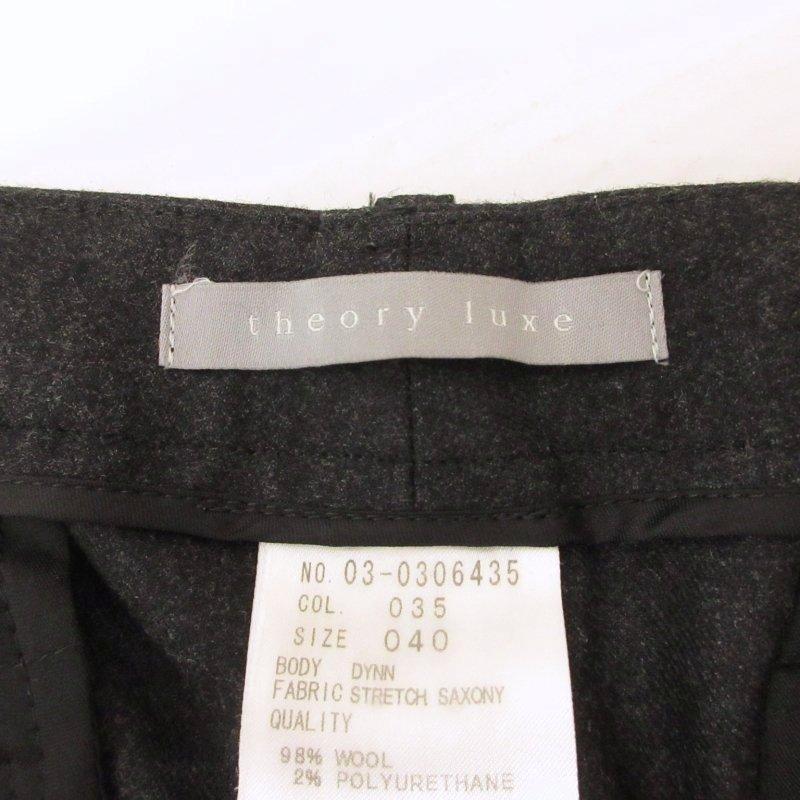 theory luxe
NO. 03-0306435
COL. 035
SIZE 040
BODY DYNN
FABRIC STRETCH SAXONY
QUALITY
98% WOOL
2% POLYURETHANE